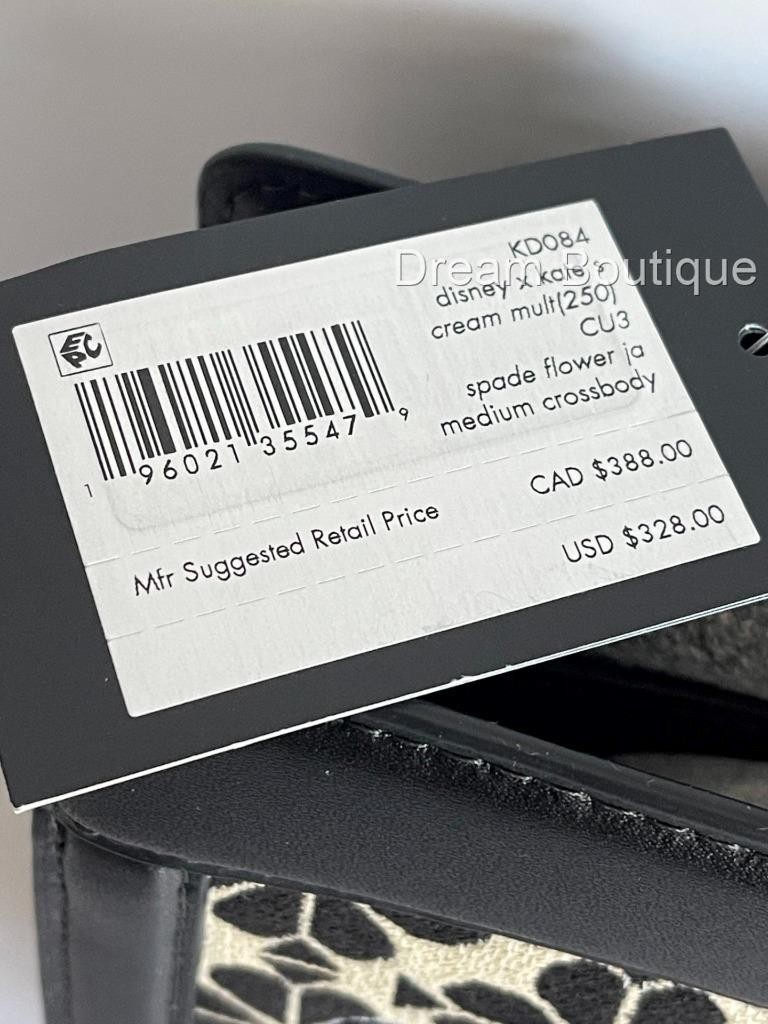 KD084
disney x kate s
cream mult(250)
CU3
spade flower ja
medium crossbody
EPC
1 96021 35547 9
Mfr Suggested Retail Price
CAD $388.00
USD $328.00
Dream Boutique